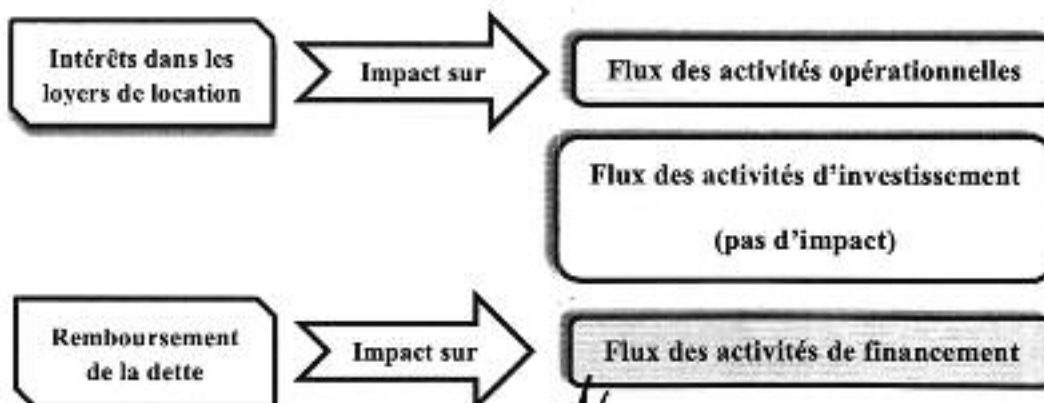 Intérêts dans les
loyers de location
Impact sur
Flux des activités opérationnelles
Flux des activités d'investissement
(pas d'impact)
Remboursement
de la dette
Impact sur
Flux des activités de financement